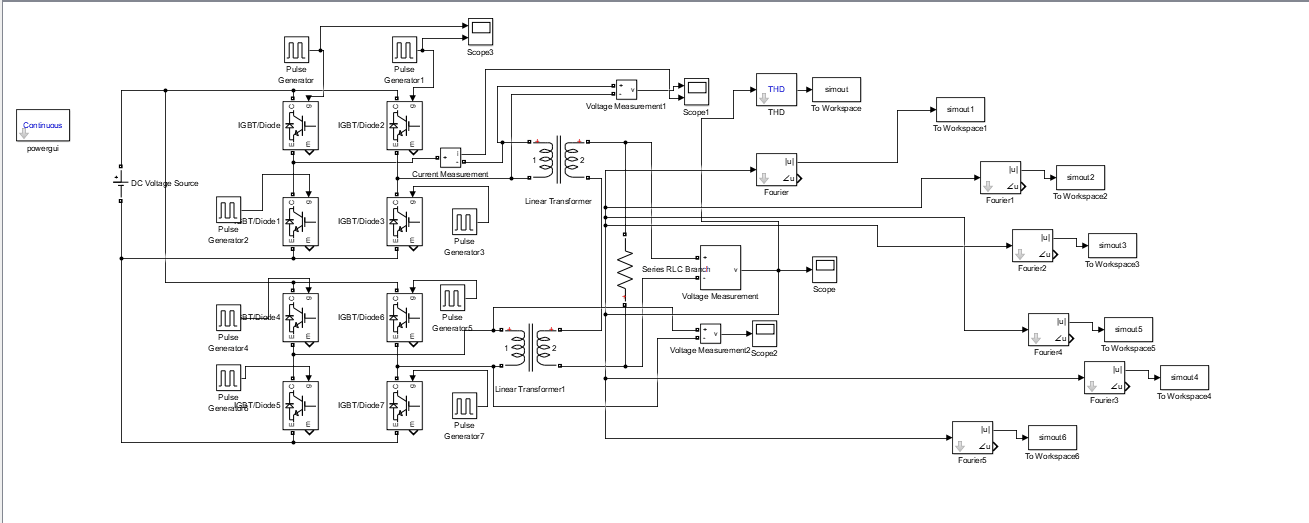 Scope3
Pulse
Generator
Pulse
Generator1
Continuous
powergui
IGBT/Diode
IGBT/Diode2
g
C
E
m
g
C
E
m
+
-
v
Voltage Measurement1
Scope1
THD
THD
simout
To Workspace
simout1
To Workspace1
+
i
-
Current Measurement
1
2
+
+
Linear Transformer
|u|
∠u
Fourier
|u|
∠u
Fourier1
simout2
To Workspace2
+
DC Voltage Source
Pulse
Generator2
IGBT/Diode1
IGBT/Diode3
g
C
E
m
g
C
E
m
Pulse
Generator3
Series RLC Branch
+
+
-
v
Voltage Measurement
Scope
|u|
∠u
Fourier2
simout3
To Workspace3
Pulse
Generator4
IGBT/Diode4
IGBT/Diode6
g
C
E
m
g
C
E
m
Pulse
Generator5
+
+
1
2
Linear Transformer1
+
-
v
Voltage Measurement2
Scope2
|u|
∠u
Fourier4
simout5
To Workspace5
Pulse
Generator6
IGBT/Diode5
IGBT/Diode7
g
C
E
m
g
C
E
m
Pulse
Generator7
|u|
∠u
Fourier3
simout4
To Workspace4
|u|
∠u
Fourier5
simout6
To Workspace6